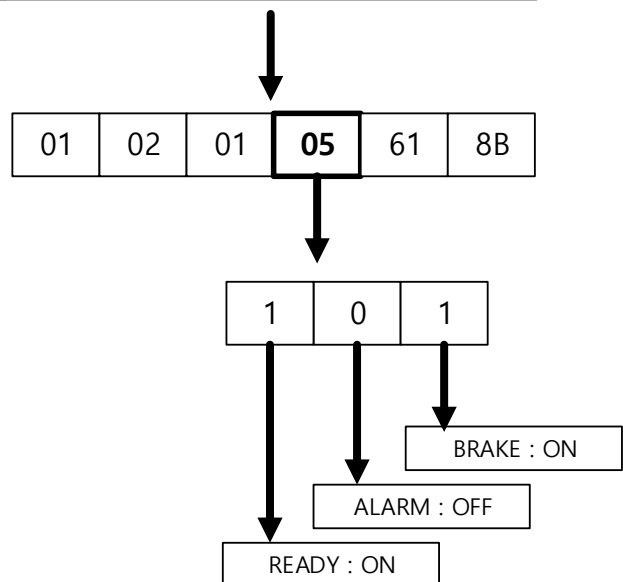 01 02 01 05 61 8B
1 0 1
BRAKE : ON
ALARM : OFF
READY : ON